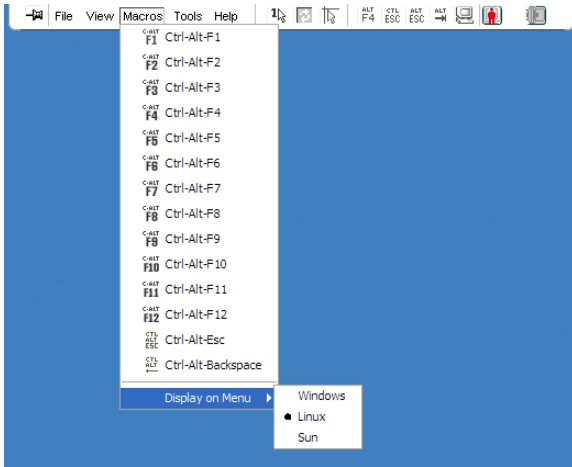 File View Macros Tools Help 1 ALT F4 CTL ESC ALT ESC ALT
C-ALT F1 Ctrl-Alt-F1
C-ALT F2 Ctrl-Alt-F2
C-ALT F3 Ctrl-Alt-F3
C-ALT F4 Ctrl-Alt-F4
C-ALT F5 Ctrl-Alt-F5
C-ALT F6 Ctrl-Alt-F6
C-ALT F7 Ctrl-Alt-F7
C-ALT F8 Ctrl-Alt-F8
C-ALT F9 Ctrl-Alt-F9
C-ALT F10 Ctrl-Alt-F10
C-ALT F11 Ctrl-Alt-F11
C-ALT F12 Ctrl-Alt-F12
CTL ALT ESC Ctrl-Alt-Esc
CTL ALT Ctrl-Alt-Backspace
Display on Menu Windows
Linux
Sun